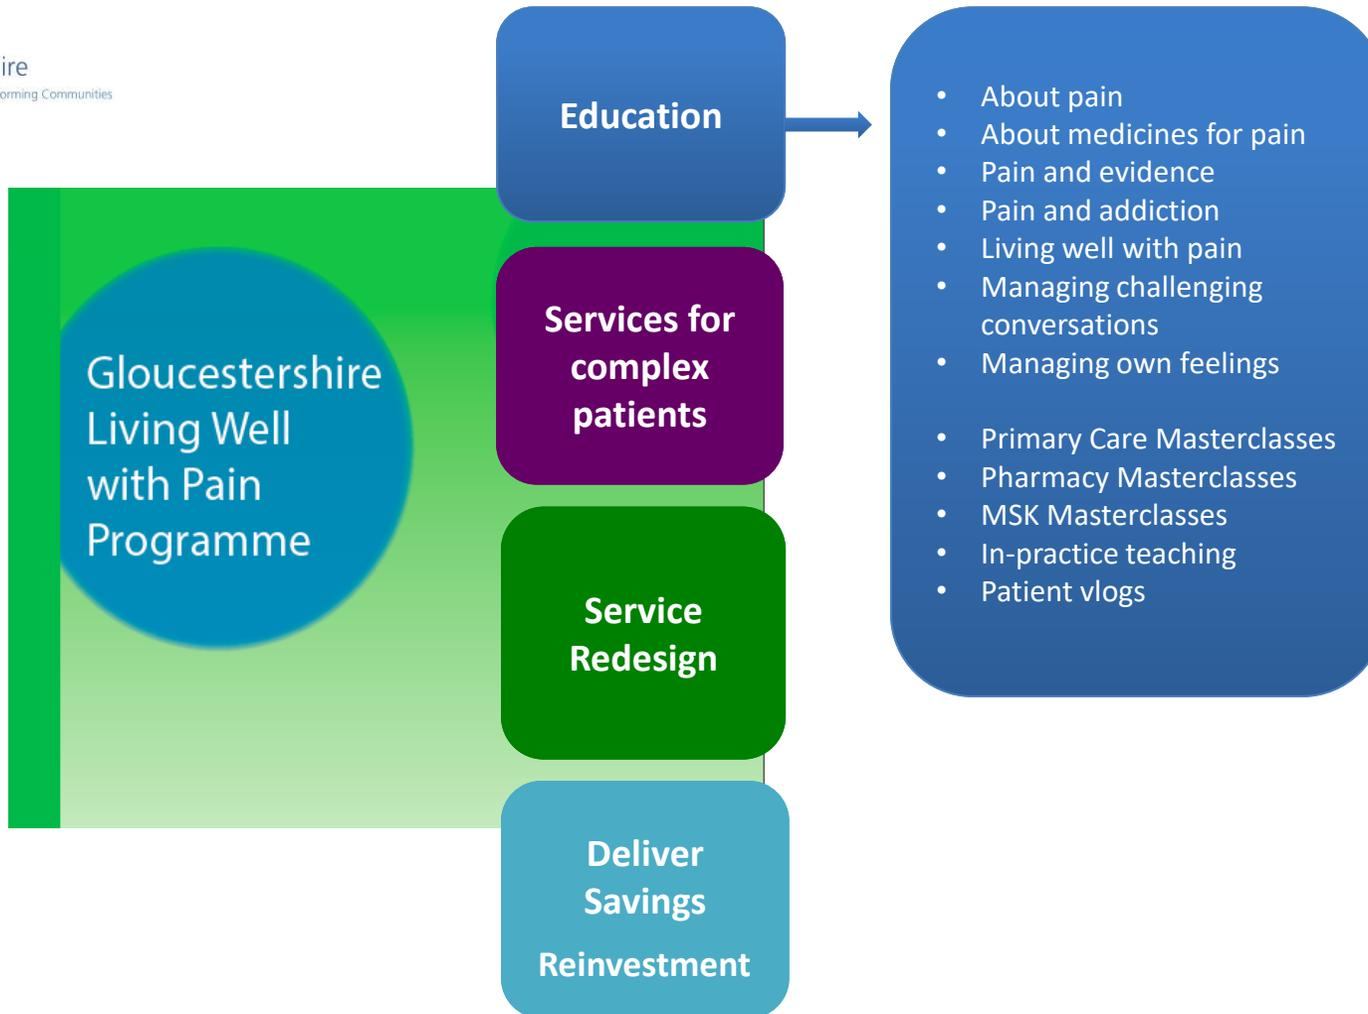 ire
orming Communities
Gloucestershire
Living Well
with Pain
Programme
Education
Services for
complex
patients
Service
Redesign
Deliver
Savings
Reinvestment
• About pain
• About medicines for pain
• Pain and evidence
• Pain and addiction
• Living well with pain
• Managing challenging
conversations
• Managing own feelings
• Primary Care Masterclasses
• Pharmacy Masterclasses
• MSK Masterclasses
• In-practice teaching
• Patient vlogs